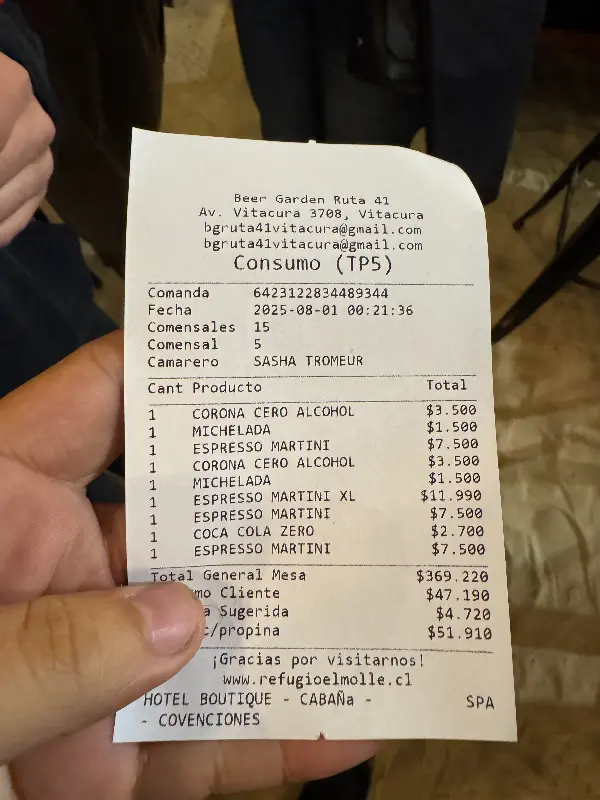 Beer Garden Ruta 41
Av. Vitacura 3708, Vitacura
bgruta41vitacura@gmail.com
bgruta41vitacura@gmail.com
Consumo (TP5)
Comanda 6423122834489344
Fecha 2025-08-01 00:21:36
Comensales 15
Comensal 5
Camarero SASHA TROMEUR
Cant Producto Total
1 CORONA CERO ALCOHOL $3.500
1 MICHELADA $1.500
1 ESPRESSO MARTINI $7.500
1 CORONA CERO ALCOHOL $3.500
1 MICHELADA $1.500
1 ESPRESSO MARTINI XL $11.990
1 ESPRESSO MARTINI $7.500
1 COCA COLA ZERO $2.700
1 ESPRESSO MARTINI $7.500
Total General Mesa $369.220
mo Cliente $47.190
a Sugerida $4.720
c/propina $51.910
¡Gracias por visitarnos!
www.refugioelmolle.cl
HOTEL BOUTIQUE - CABAÑa - SPA
- COVENCIONES